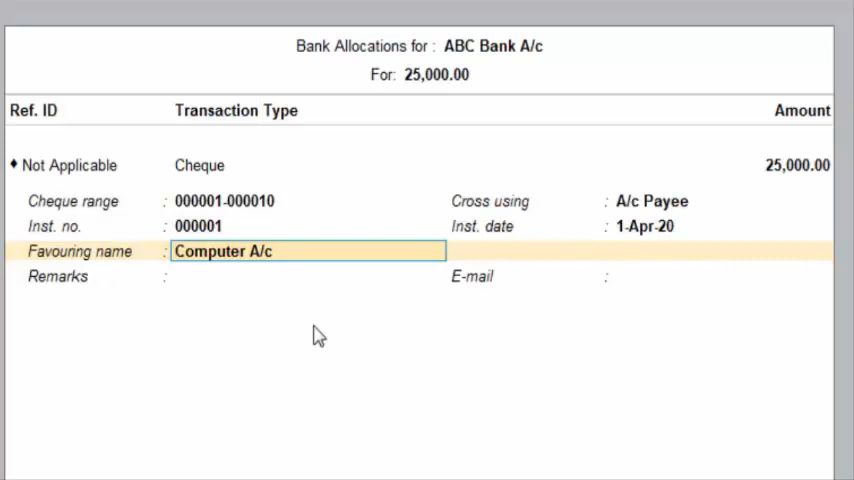 Bank Allocations for : ABC Bank A/c
For: 25,000.00
Ref. ID Transaction Type Amount
♦ Not Applicable Cheque 25,000.00
Cheque range : 000001-000010 Cross using : A/c Payee
Inst. no. : 000001 Inst. date : 1-Apr-20
Favouring name : Computer A/c
Remarks : E-mail :